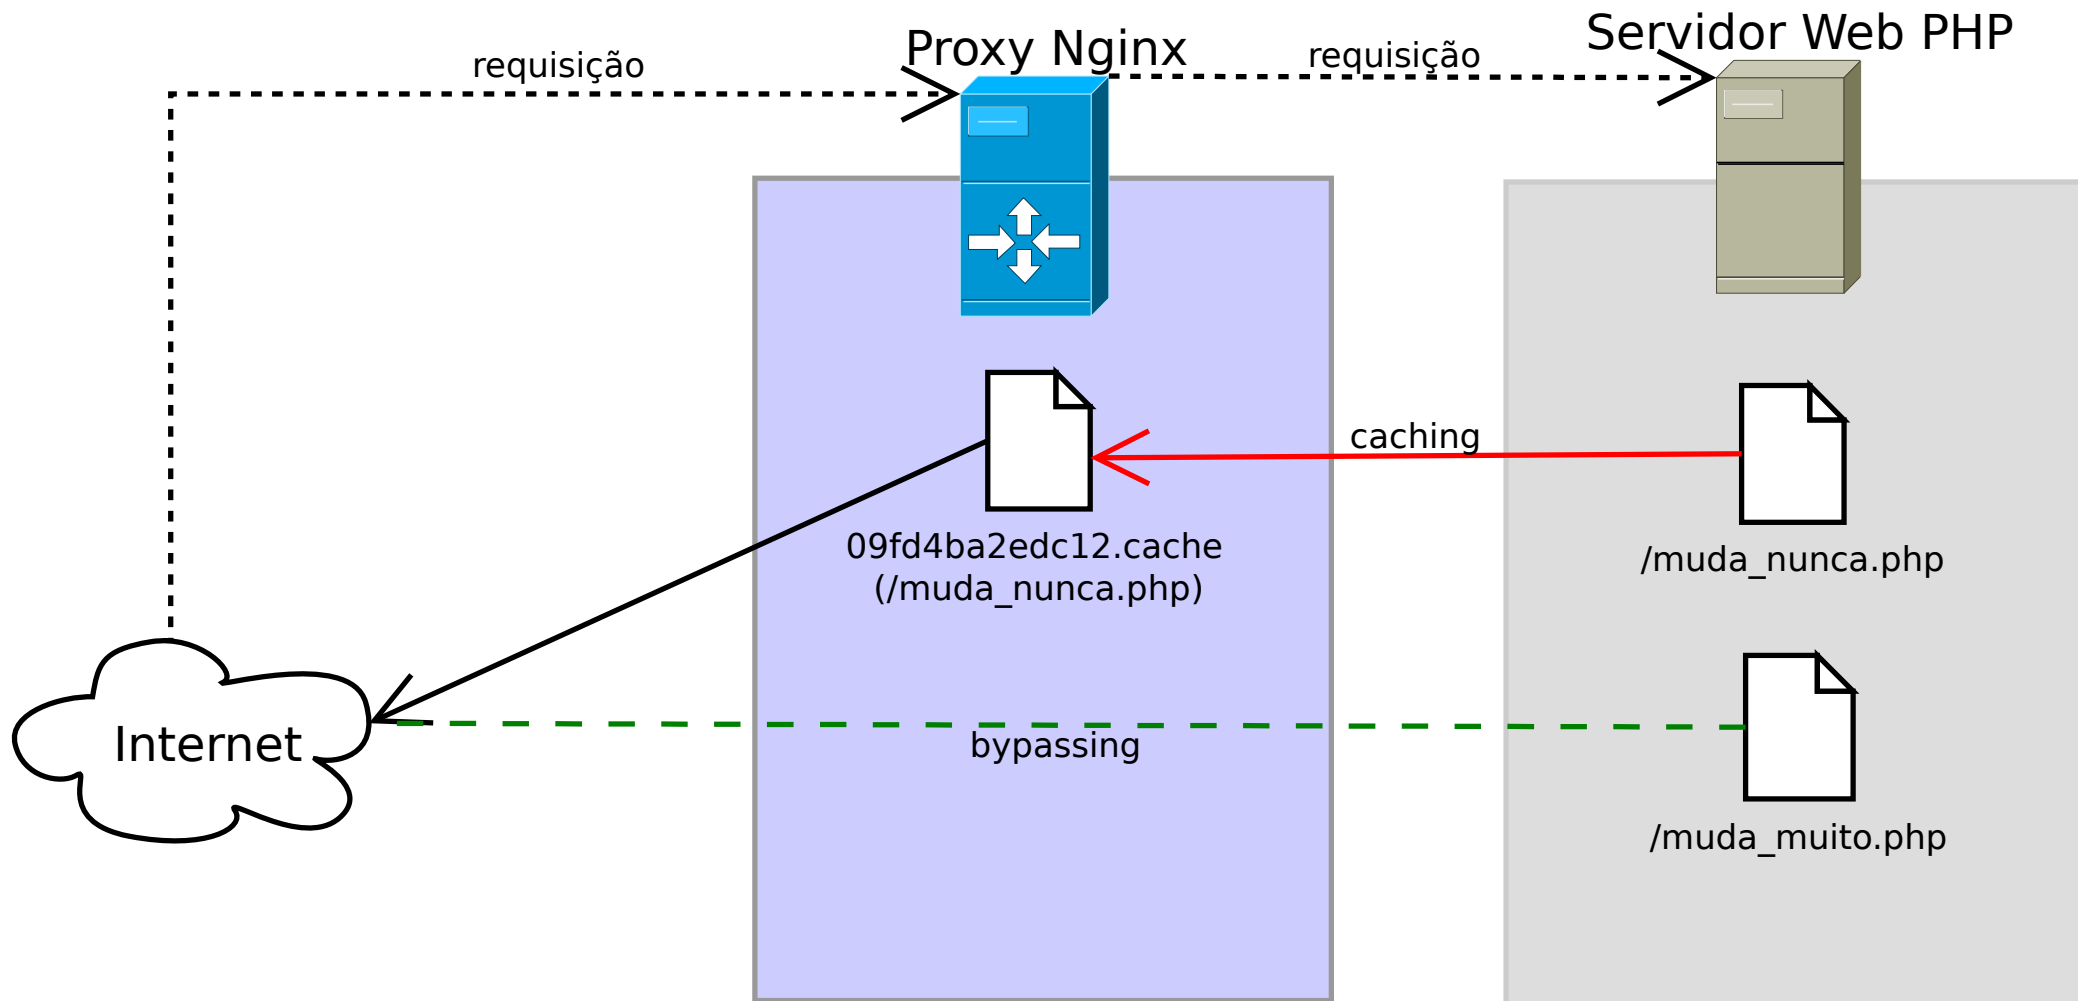 Proxy Nginx
Servidor Web PHP
requisição
requisição
caching
09fd4ba2edc12.cache
(/muda_nunca.php)
/muda_nunca.php
Internet
bypassing
/muda_muito.php